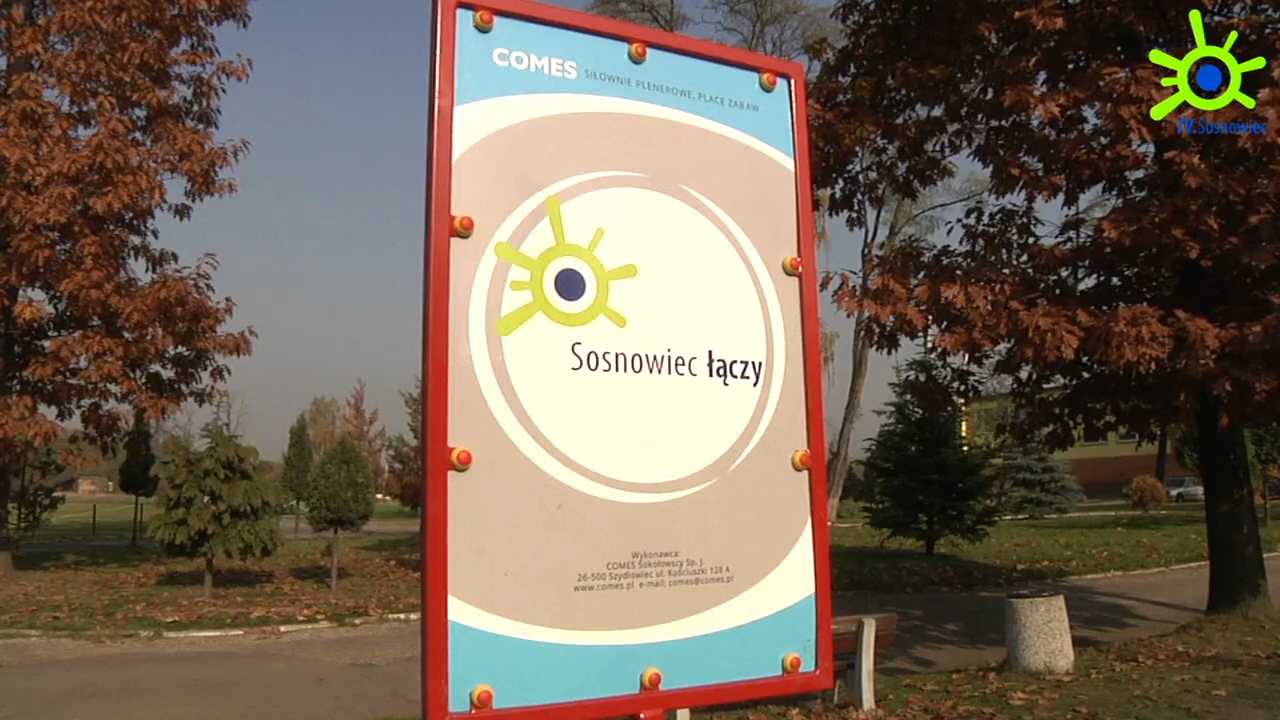 COMES SIŁOWNIE PLENEROWE, PLACE ZABAW
TV.Sosnowiec
Sosnowiec łączy
Wykonawca:
COMES Sokołowscy Sp. J.
26-500 Szydłowiec ul. Kościuszki 128 A
www.comes.pl e-mail: comes@comes.pl